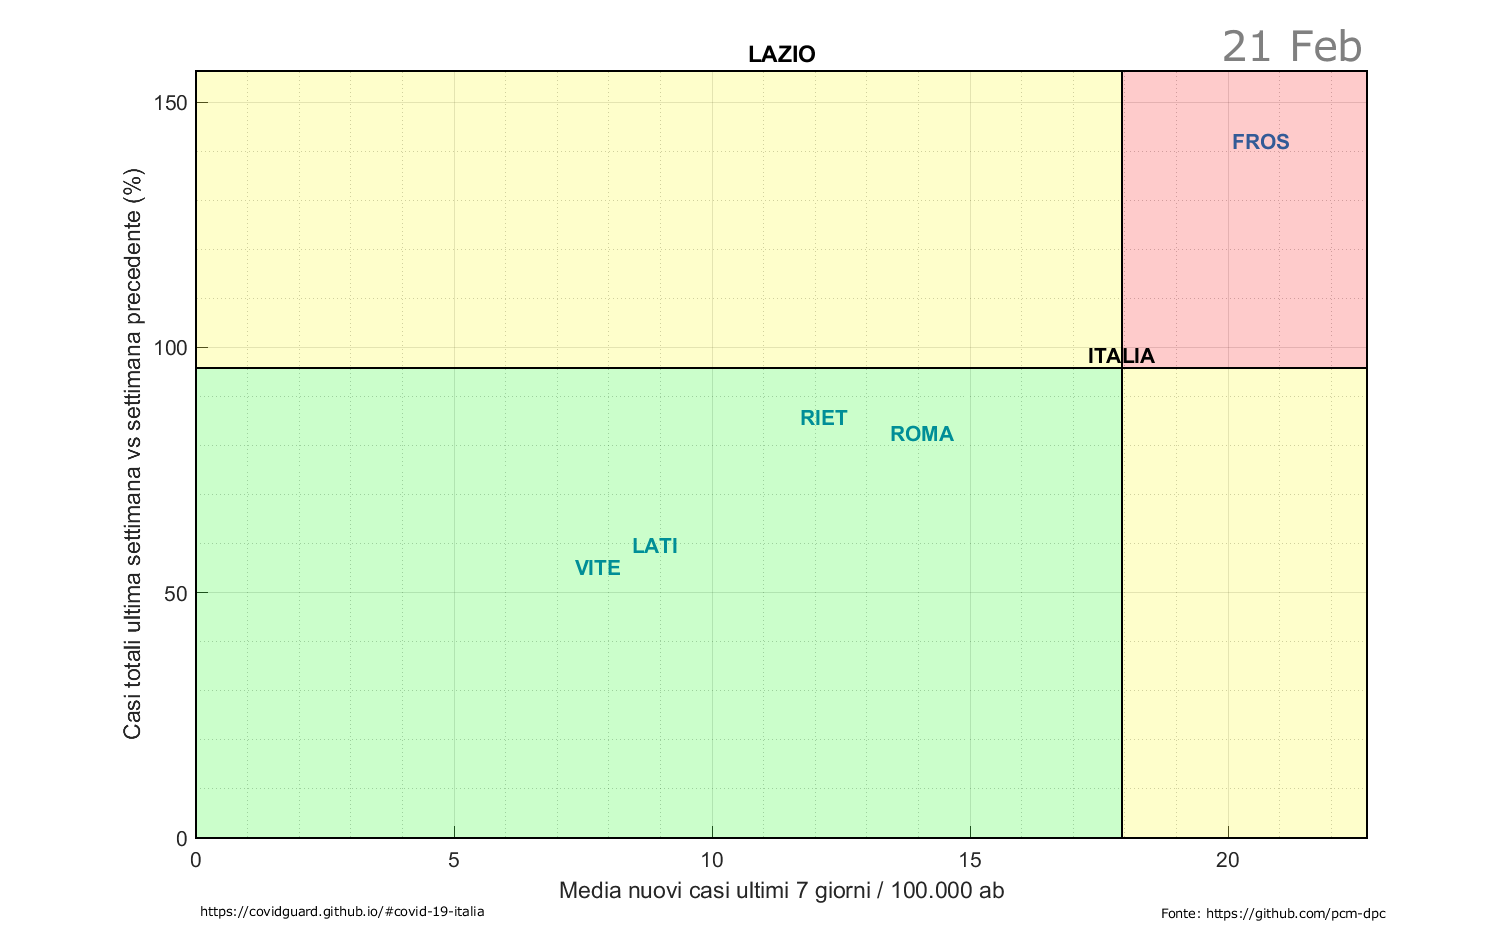 LAZIO
21 Feb
Casi totali ultima settimana vs settimana precedente (%)
150
100
50
0
FROS
ITALIA
RIET
ROMA
LATI
VITE
0 5 10 15 20
Media nuovi casi ultimi 7 giorni / 100.000 ab
https://covidguard.github.io/#covid-19-italia
Fonte: https://github.com/pcm-dpc